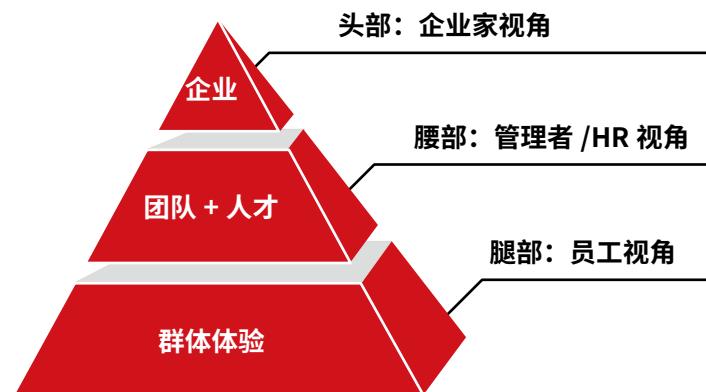 头部：企业家视角
企业
腰部：管理者 /HR 视角
团队 + 人才
腿部：员工视角
群体体验